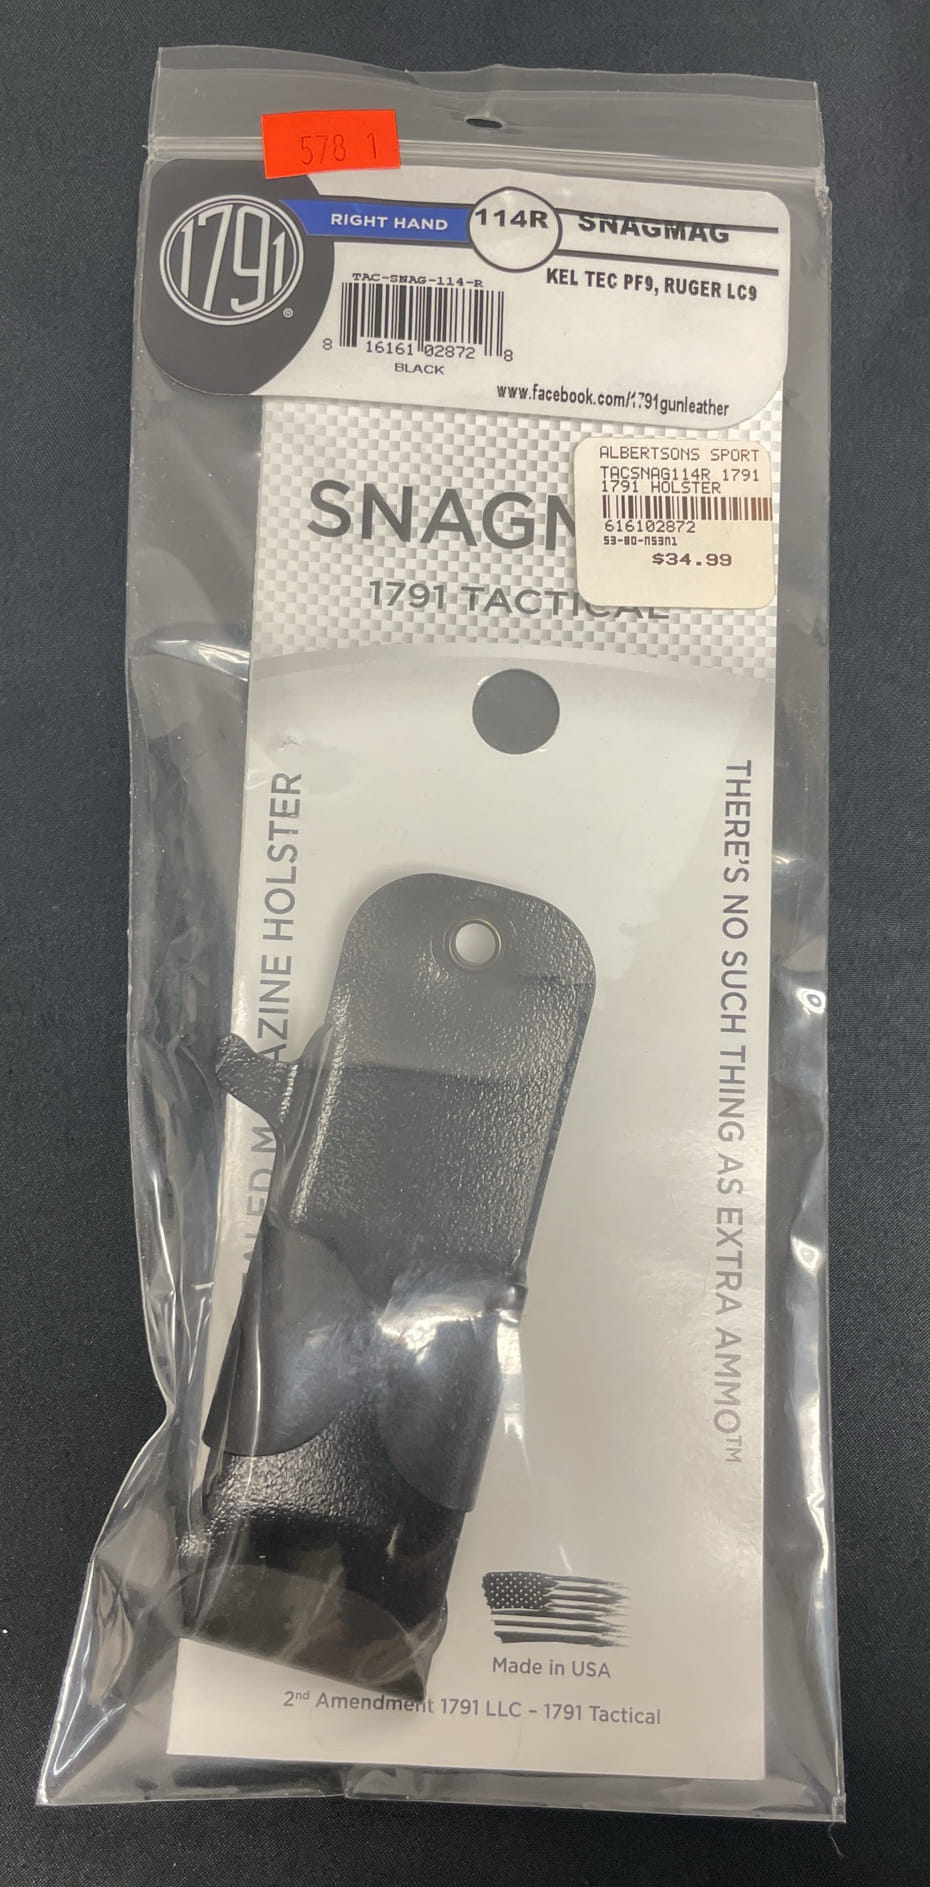 578 1
1791
®
RIGHT HAND
114R
SNAGMAG
KEL TEC PF9, RUGER LC9
TAC-SNAG-114-R
8 16161 02872 8
BLACK
www.facebook.com/1791gunleather
ALBERTSONS SPORT
TACSNAG114R 1791
1791 HOLSTER
616102872
$34.99
SNAGM
1791 TACTICAL
AZINE HOLSTER
THERE'S NO SUCH THING AS EXTRA AMMO™
Made in USA
2nd Amendment 1791 LLC – 1791 Tactical